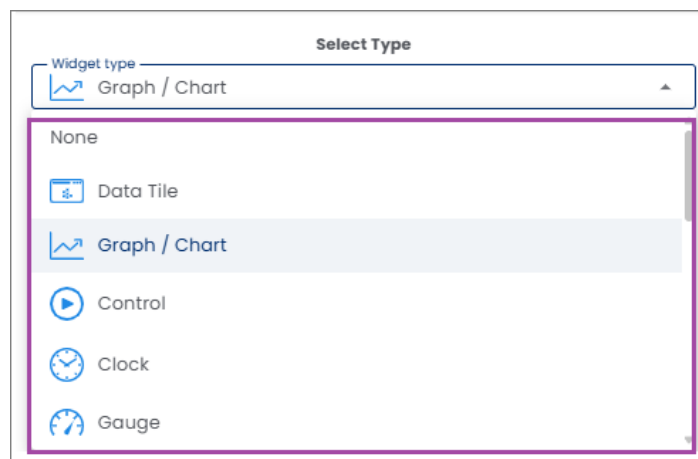 Select Type
Widget type
Graph / Chart
None
Data Tile
Graph / Chart
Control
Clock
Gauge